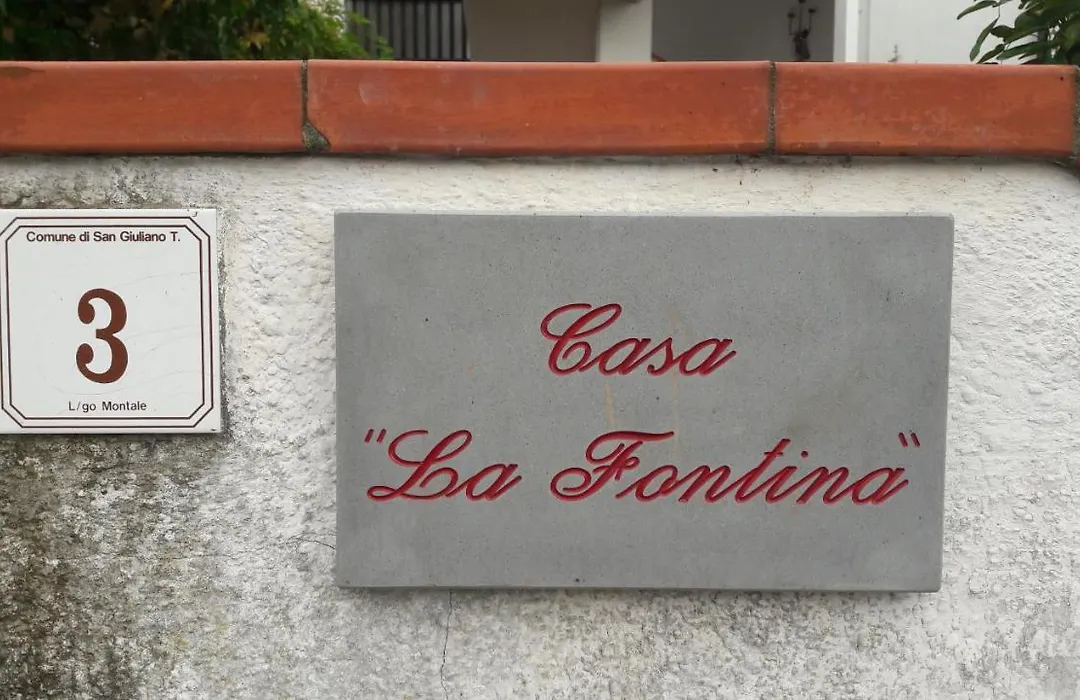 Comune di San Giuliano T.
3
L/go Montale
Casa
"La Fontina"